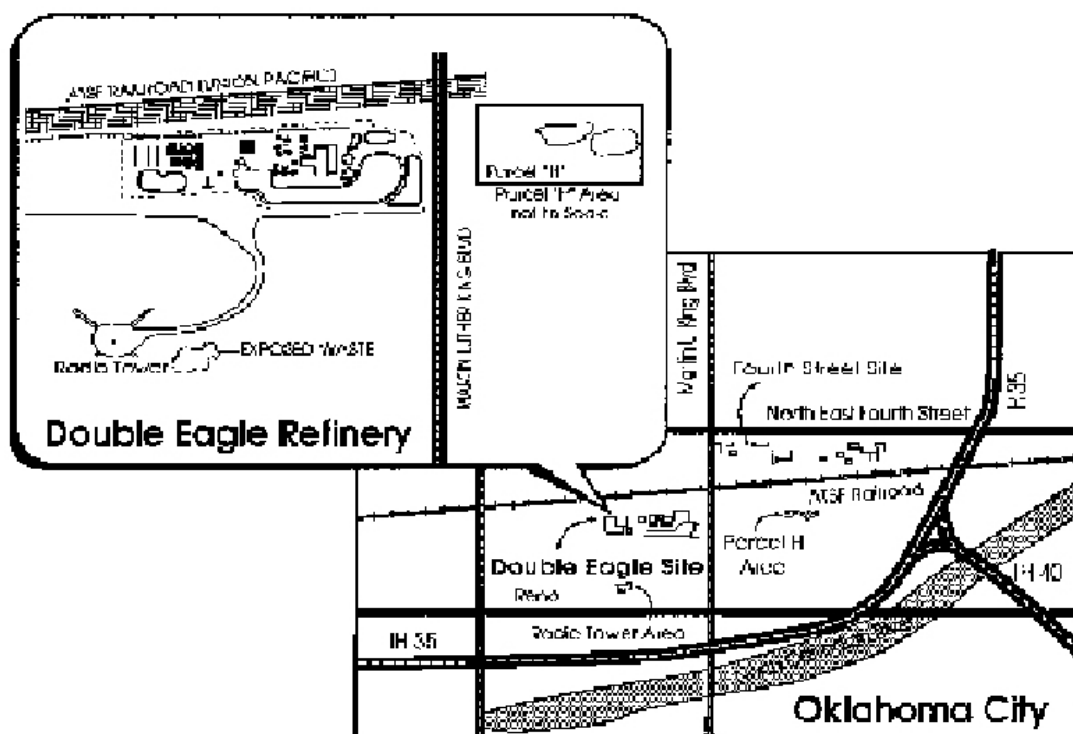 ATSF RAILROAD (UNION PACIFIC)
Parcel "H"
Parcel "H" Area
not to Scale
MARTIN LUTHER KING BLVD
Radio Tower
EXPOSED WASTE
Double Eagle Refinery
Martin L. King Blvd
Fourth Street Site
IH 35
North East Fourth Street
ATSF Railroad
Parcel H
Area
Double Eagle Site
Reno
IH 40
Radio Tower Area
IH 35
Oklahoma City